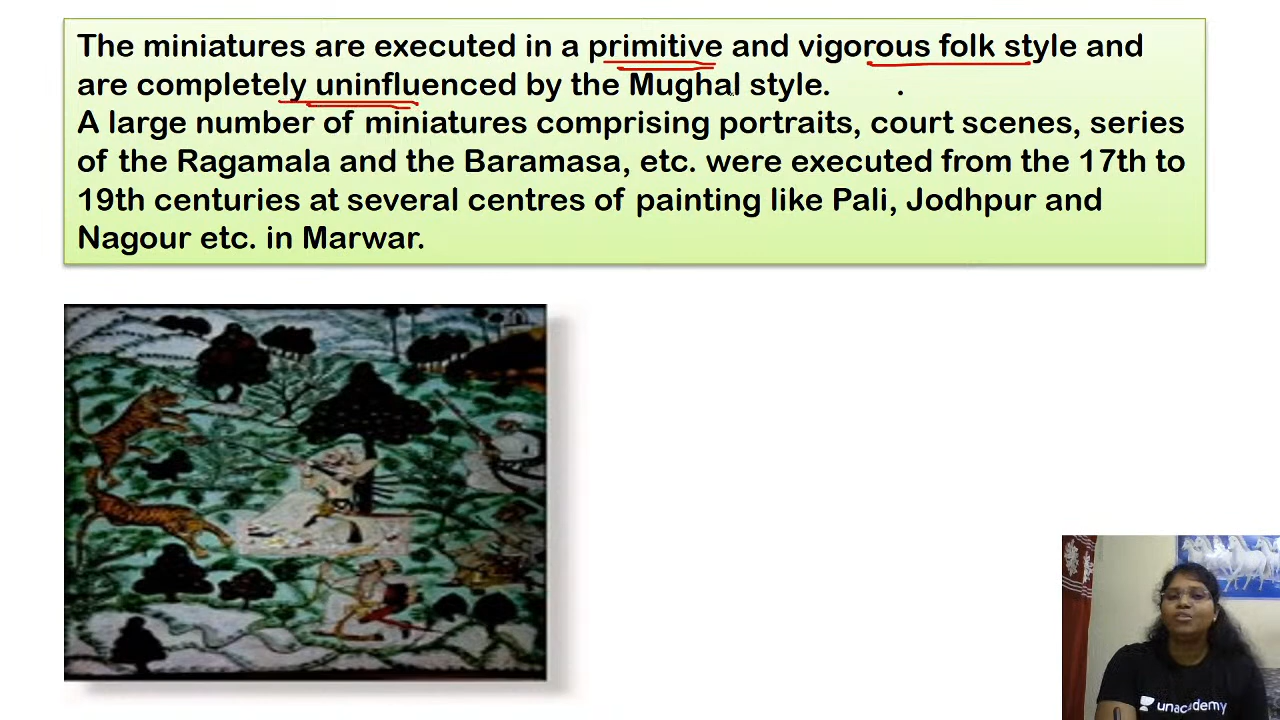 The miniatures are executed in a primitive and vigorous folk style and
are completely uninfluenced by the Mughal style. .
A large number of miniatures comprising portraits, court scenes, series
of the Ragamala and the Baramasa, etc. were executed from the 17th to
19th centuries at several centres of painting like Pali, Jodhpur and
Nagour etc. in Marwar.
unacademy